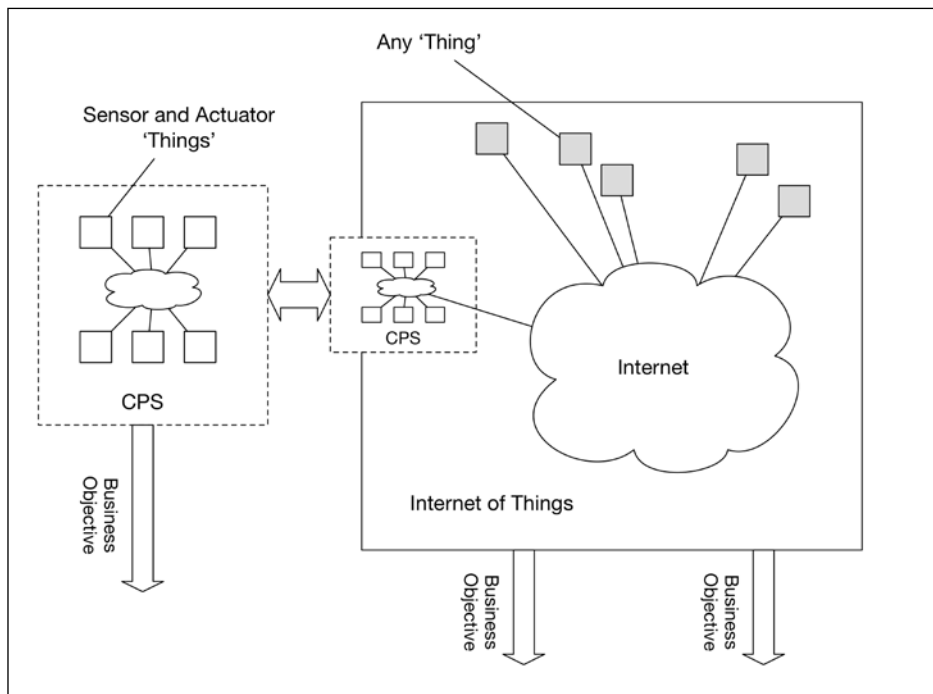 Any ‘Thing’
Sensor and Actuator
‘Things’
CPS
CPS
Internet
Internet of Things
Business
Objective
Business
Objective
Business
Objective